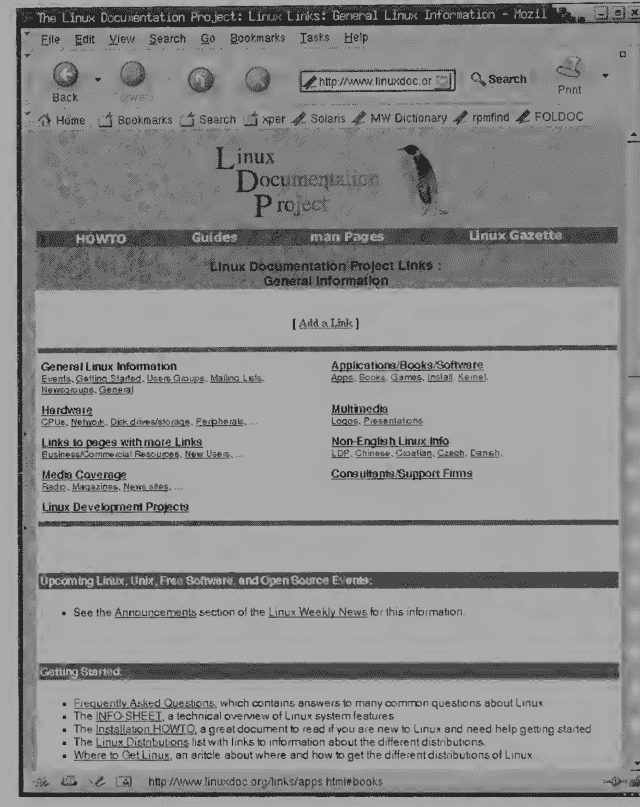 The Linux Documentation Project: Linux Links: General Linux Information - Mozil
File Edit View Search Go Bookmarks Tasks Help
Back Forward http://www.linuxdoc.or Search Print
Home Bookmarks Search xper Solaris MW Dictionary rpmfind FOLDOC
Linux
Documentation
Project
HOWTO Guides man Pages Linux Gazette
Linux Documentation Project Links :
General Information
[ Add a Link ]
General Linux Information
Events, Getting Started, Users Groups, Mailing Lists,
Newsgroups, General
Applications/Books/Software
Apps, Books, Games, Install, Kernel,
Hardware
CPUs, Network, Disk drives/storage, Peripherals, ...
Multimedia
Logos, Presentations
Links to pages with more Links
Business/Commercial Resources, New Users, ...
Non-English Linux Info
LDP, Chinese, Croatian, Czech, Danish,
Media Coverage
Radio, Magazines, News sites, ...
Consultants/Support Firms
Linux Development Projects
Upcoming Linux, Unix, Free Software, and Open Source Events:
• See the Announcements section of the Linux Weekly News for this information.
Getting Started:
• Frequently Asked Questions, which contains answers to many common questions about Linux
• The INFO-SHEET, a technical overview of Linux system features
• The Installation HOWTO, a great document to read if you are new to Linux and need help getting started
• The Linux Distributions list with links to information about the different distributions.
• Where to Get Linux, an aritcle about where and how to get the different distributions of Linux.
http://www.linuxdoc.org/links/apps.html#books